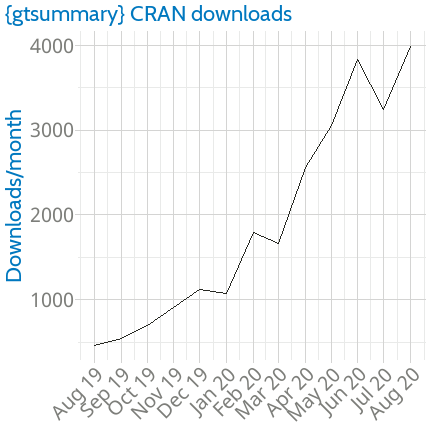 {gtsummary} CRAN downloads
Downloads/month
4000
3000
2000
1000
Aug 19
Sep 19
Oct 19
Nov 19
Dec 19
Jan 20
Feb 20
Mar 20
Apr 20
May 20
Jun 20
Jul 20
Aug 20